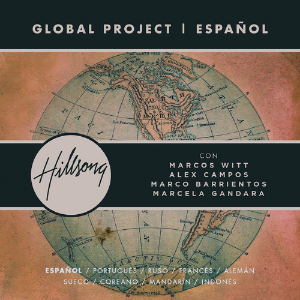 GLOBAL PROJECT | ESPAÑOL
Hillsong
CON
MARCOS WITT
ALEX CAMPOS
MARCO BARRIENTOS
MARCELA GANDARA
ESPAÑOL / PORTUGUÉS / RUSO / FRANCÉS / ALEMÁN
SUECO / COREANO / MANDARÍN / INDONÉS